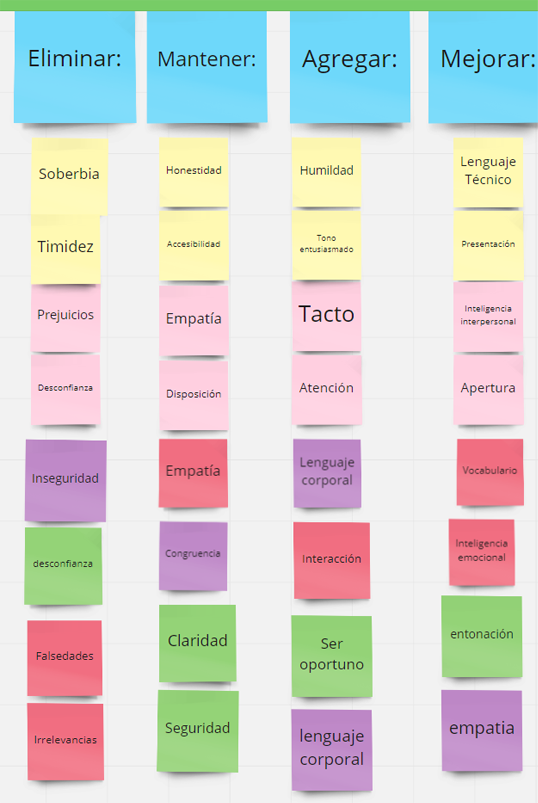 Eliminar:
Mantener:
Agregar:
Mejorar:
Soberbia
Honestidad
Humildad
Lenguaje
Técnico
Timidez
Accesibilidad
Tono
entusiasmado
Presentación
Prejuicios
Empatía
Tacto
Inteligencia
interpersonal
Desconfianza
Disposición
Atención
Apertura
Inseguridad
Empatía
Lenguaje
corporal
Vocabulario
desconfianza
Congruencia
Interacción
Inteligencia
emocional
Falsedades
Claridad
Ser
oportuno
entonación
Irrelevancias
Seguridad
lenguaje
corporal
empatia